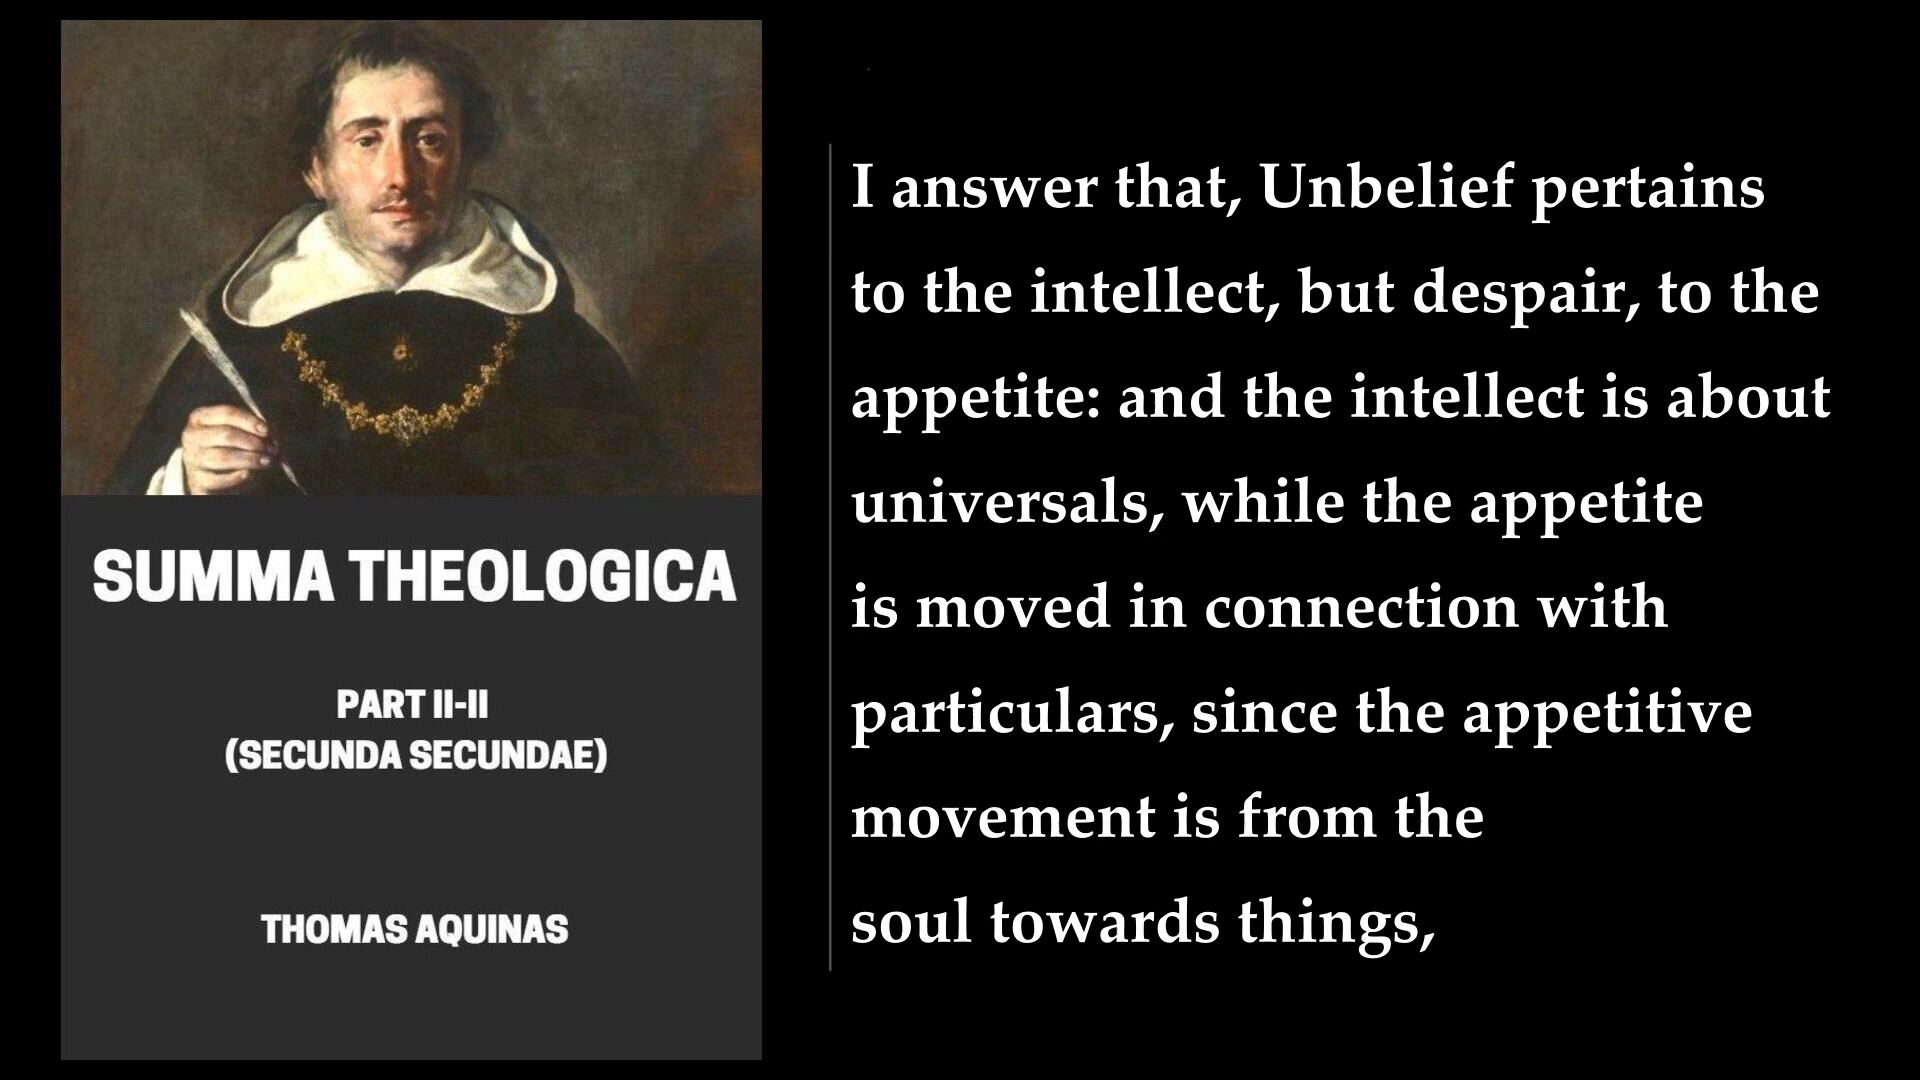 SUMMA THEOLOGICA
PART II-II
(SECUNDA SECUNDAE)
THOMAS AQUINAS
I answer that, Unbelief pertains
to the intellect, but despair, to the
appetite: and the intellect is about
universals, while the appetite
is moved in connection with
particulars, since the appetitive
movement is from the
soul towards things,